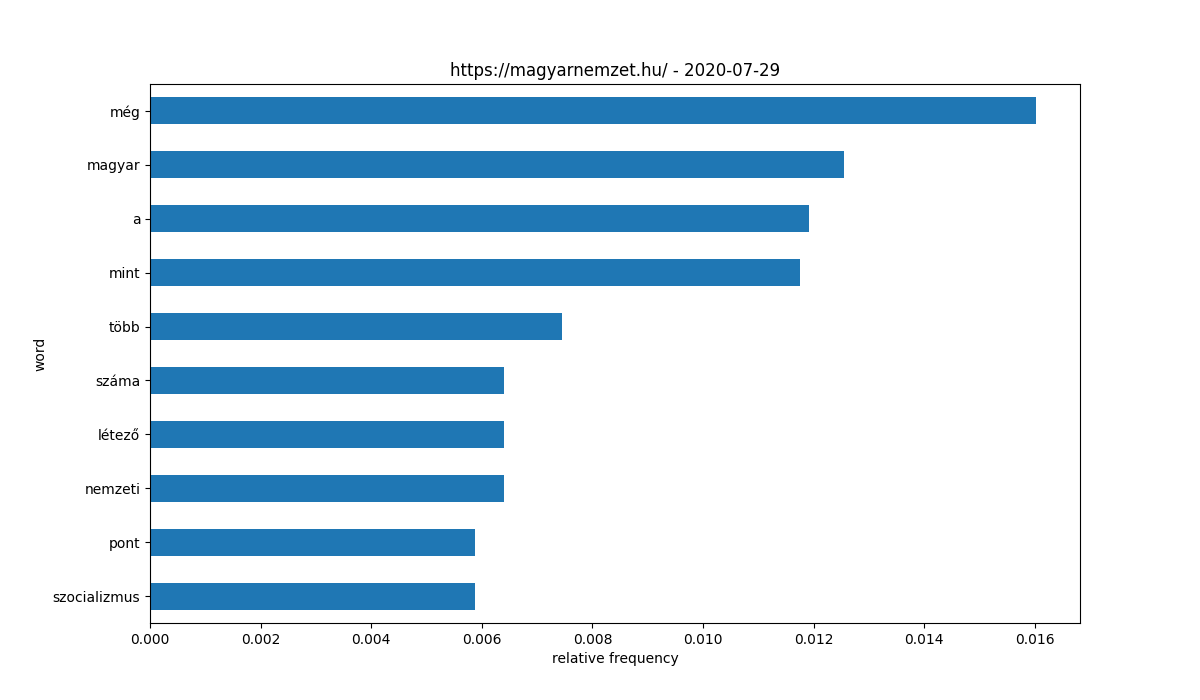 https://magyarnemzet.hu/ - 2020-07-29
még
magyar
a
mint
több
száma
létező
nemzeti
pont
szocializmus
word
0.000 0.002 0.004 0.006 0.008 0.010 0.012 0.014 0.016
relative frequency